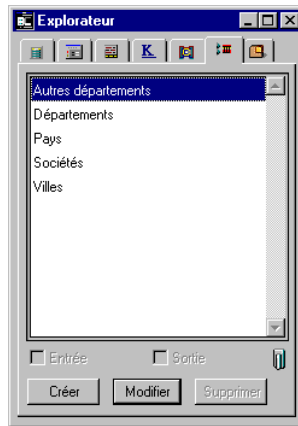 Explorateur
K
Autres départements
Départements
Pays
Sociétés
Villes
Entrée Sortie
Créer Modifier Supprimer